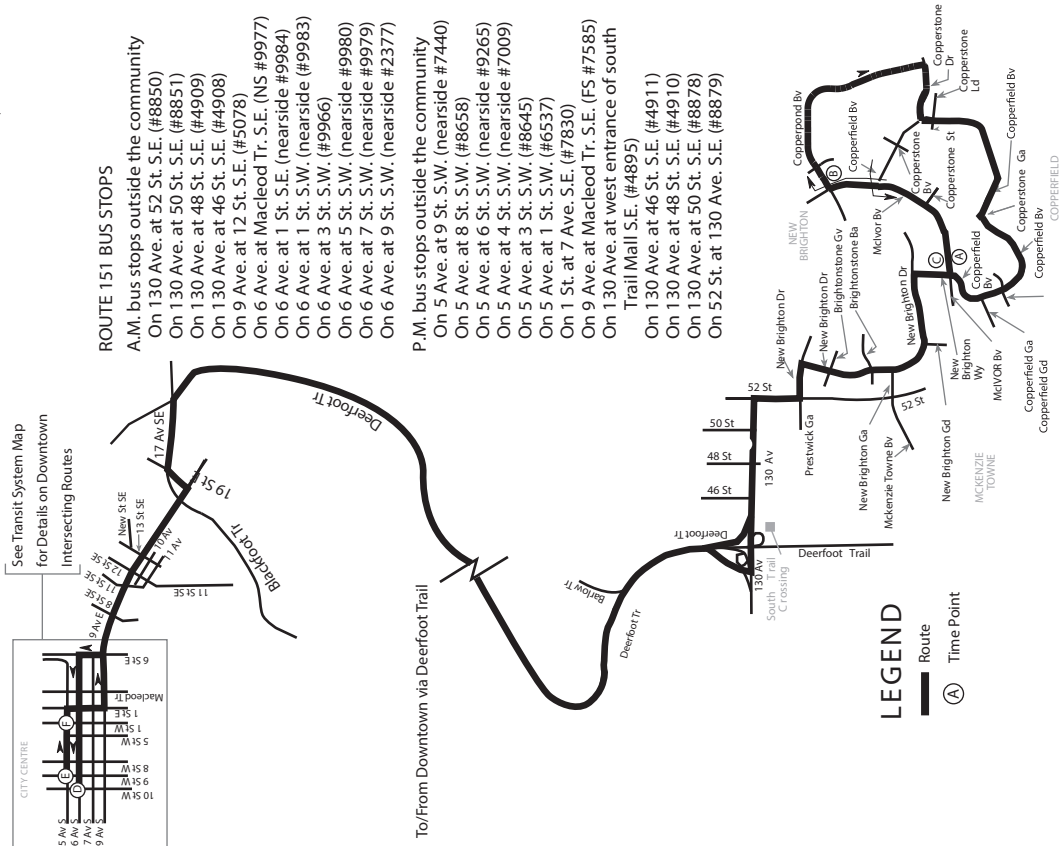 ROUTE 151 BUS STOPS
A.M. bus stops outside the community
On 130 Ave. at 52 St. S.E. (#8850)
On 130 Ave. at 50 St. S.E. (#8851)
On 130 Ave. at 48 St. S.E. (#4909)
On 130 Ave. at 46 St. S.E. (#4908)
On 9 Ave. at 12 St. S.E. (#5078)
On 6 Ave. at Macleod Tr. S.E. (NS #9977)
On 6 Ave. at 1 St. S.E. (nearside #9984)
On 6 Ave. at 1 St. S.W. (nearside (#9983)
On 6 Ave. at 3 St. S.W. (#9966)
On 6 Ave. at 5 St. S.W. (nearside #9980)
On 6 Ave. at 7 St. S.W. (nearside #9979)
On 6 Ave. at 9 St. S.W. (nearside #2377)
P.M. bus stops outside the community
On 5 Ave. at 9 St. S.W. (nearside #7440)
On 5 Ave. at 8 St. S.W. (#8658)
On 5 Ave. at 6 St. S.W. (nearside #9265)
On 5 Ave. at 4 St. S.W. (nearside #7009)
On 5 Ave. at 3 St. S.W. (#8645)
On 5 Ave. at 1 St. S.W. (#6537)
On 1 St. at 7 Ave. S.E. (#7830)
On 9 Ave. at Macleod Tr. S.E. (FS #7585)
On 130 Ave. at west entrance of south
Trail Mall S.E. (#4895)
On 130 Ave. at 46 St. S.E. (#4911)
On 130 Ave. at 48 St. S.E. (#4910)
On 130 Ave. at 50 St. S.E. (#8878)
On 52 St. at 130 Ave. S.E. (#8879)
See Transit System Map
for Details on Downtown
Intersecting Routes
CITY CENTRE
5 Av S
6 Av S
7 Av S
9 Av S
10 St W
9 St W
8 St W
5 St W
1 St W
1 St E
Macleod Tr
6 St E
D
E
F
9 Av E
8 St SE
11 St SE
12 St SE
11 St SE
New St SE
13 St SE
10 Av
11 Av
19 St E
17 Av SE
Blackfoot Tr
Deerfoot Tr
To/From Downtown via Deerfoot Trail
Barlow Tr
Deerfoot Tr
Deerfoot Tr
Deerfoot Trail
130 Av
South Trail
Crossing
46 St
48 St
50 St
52 St
130 Av
Prestwick Ga
New Brighton Dr
New Brighton Dr
Brightonstone Gv
Brightonstone Ba
New Brighton Dr
New Brighton Ga
Mckenzie Towne Bv
52 St
New Brighton Gd
MCKENZIE
TOWNE
New
Brighton
Wy
McIVOR Bv
Copperfield Ga
Copperfield Gd
NEW
BRIGHTON
McIvor Bv
Copperpond Bv
B
Copperfield Bv
Copperstone
Bv
Copperstone St
C
A
Copperfield
Bv
Copperfield Bv
Copperstone Ga
Copperfield Bv
COPPERFIELD
Copperstone
Dr
Copperstone
Ld
LEGEND
Route
A Time Point